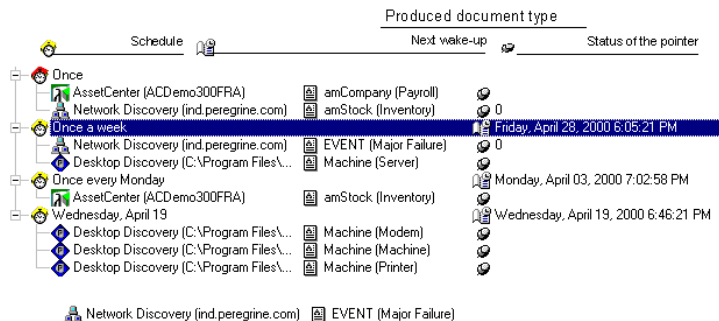 Produced document type
Schedule Next wake-up Status of the pointer
Once
AssetCenter (ACDemo300FRA) amCompany (Payroll)
Network Discovery (ind.peregrine.com) amStock (Inventory) 0
Once a week Friday, April 28, 2000 6:05:21 PM
Network Discovery (ind.peregrine.com) EVENT (Major Failure) 0
Desktop Discovery (C:\Program Files\... Machine (Server)
Once every Monday Monday, April 03, 2000 7:02:58 PM
AssetCenter (ACDemo300FRA) amStock (Inventory)
Wednesday, April 19 Wednesday, April 19, 2000 6:46:21 PM
Desktop Discovery (C:\Program Files\... Machine (Modem)
Desktop Discovery (C:\Program Files\... Machine (Machine)
Desktop Discovery (C:\Program Files\... Machine (Printer)
Network Discovery (ind.peregrine.com) EVENT (Major Failure)